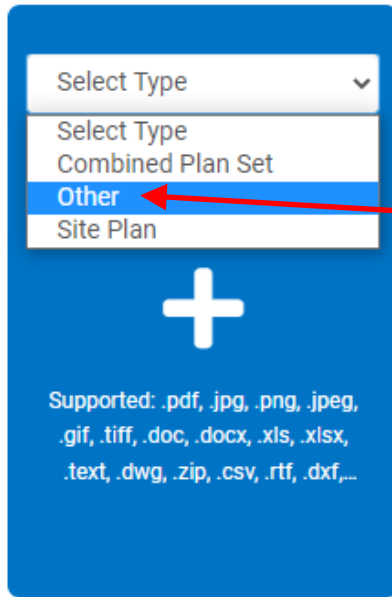 Select Type
Select Type
Combined Plan Set
Other
Site Plan
Supported: .pdf, .jpg, .png, .jpeg,
.gif, .tiff, .doc, .docx, .xls, .xlsx,
.text, .dwg, .zip, .csv, .rtf, .dxf,...